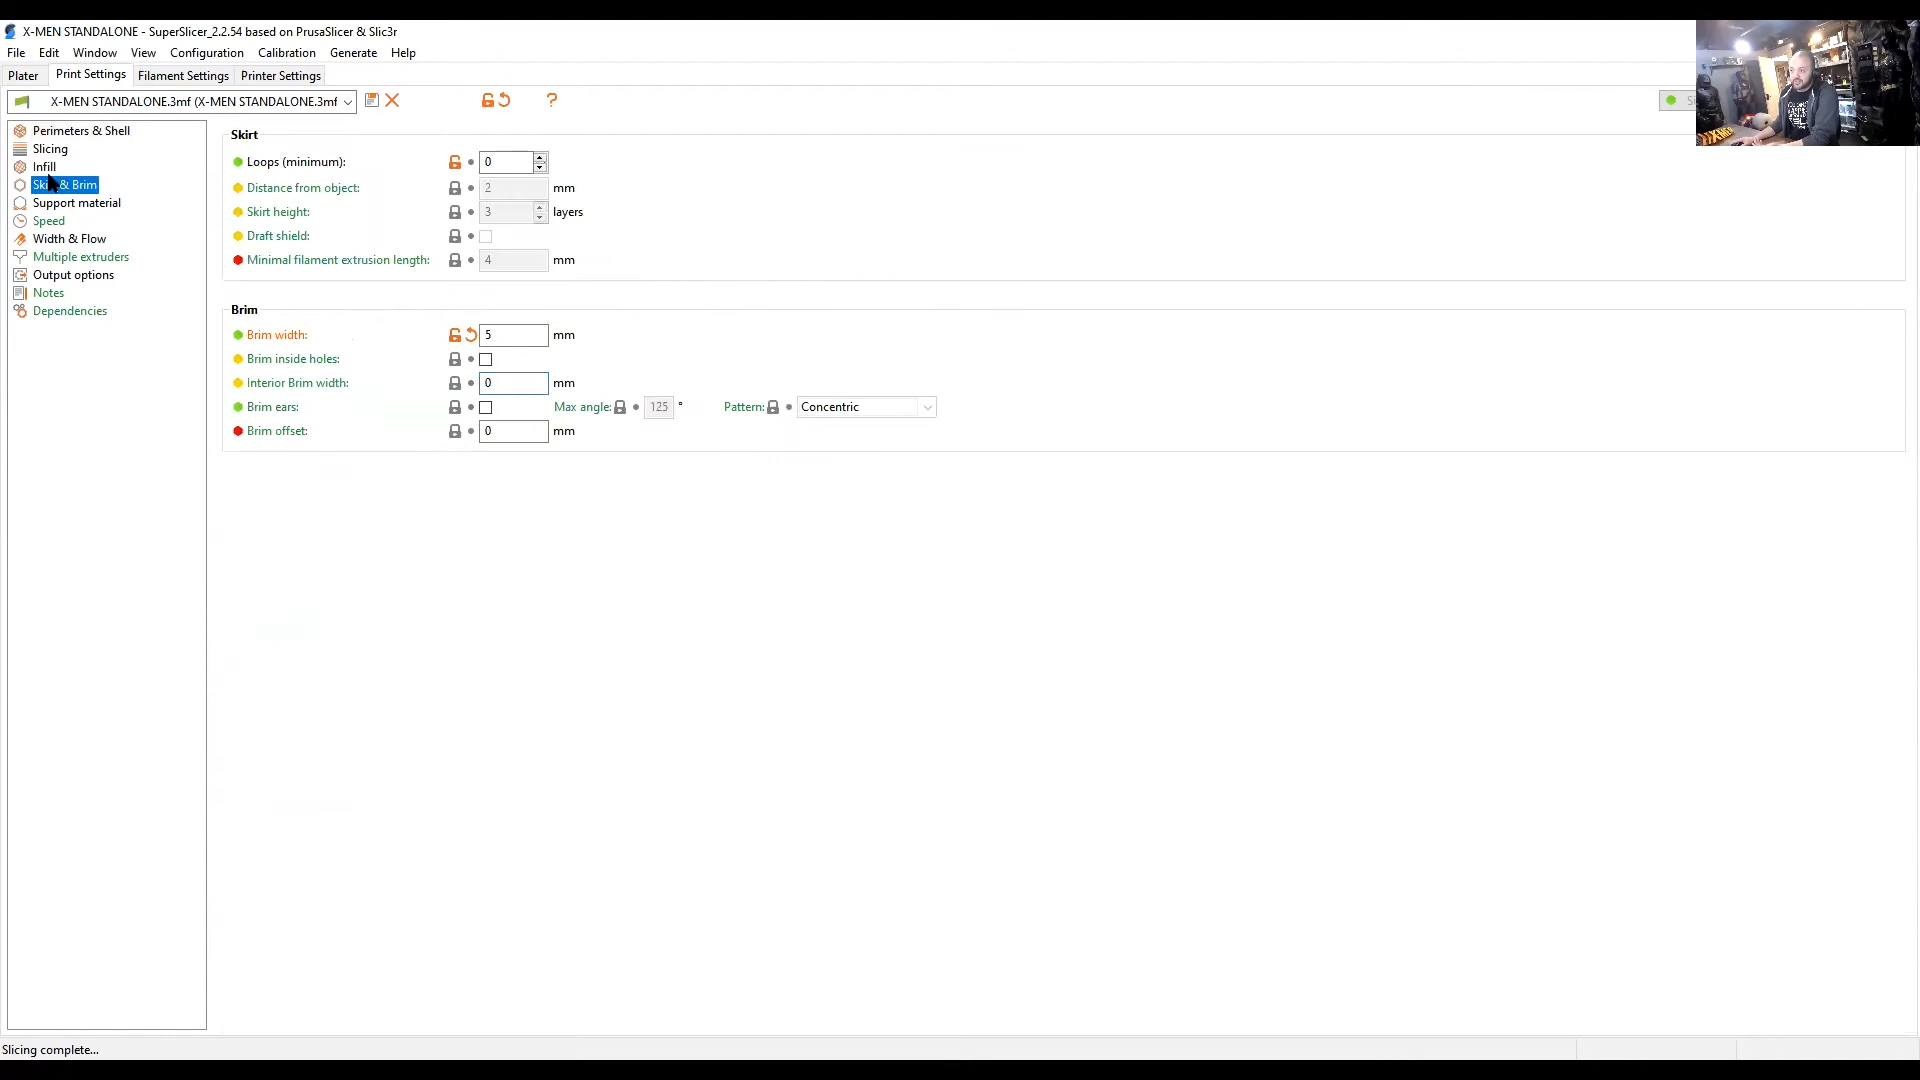 X-MEN STANDALONE - SuperSlicer_2.2.54 based on PrusaSlicer & Slic3r
File Edit Window View Configuration Calibration Generate Help
Plater Print Settings Filament Settings Printer Settings
X-MEN STANDALONE.3mf (X-MEN STANDALONE.3mf ?
Perimeters & Shell
Slicing
Infill
& Brim
Support material
Speed
Width & Flow
Multiple extruders
Output options
Notes
Dependencies
Skirt
Loops (minimum): 0
Distance from object: 2 mm
Skirt height: 3 layers
Draft shield:
Minimal filament extrusion length: 4 mm
Brim
Brim width: 5 mm
Brim inside holes:
Interior Brim width: 0 mm
Brim ears: Max angle: 125 ° Pattern: Concentric
Brim offset: 0 mm
X-MEN
Slicing complete...